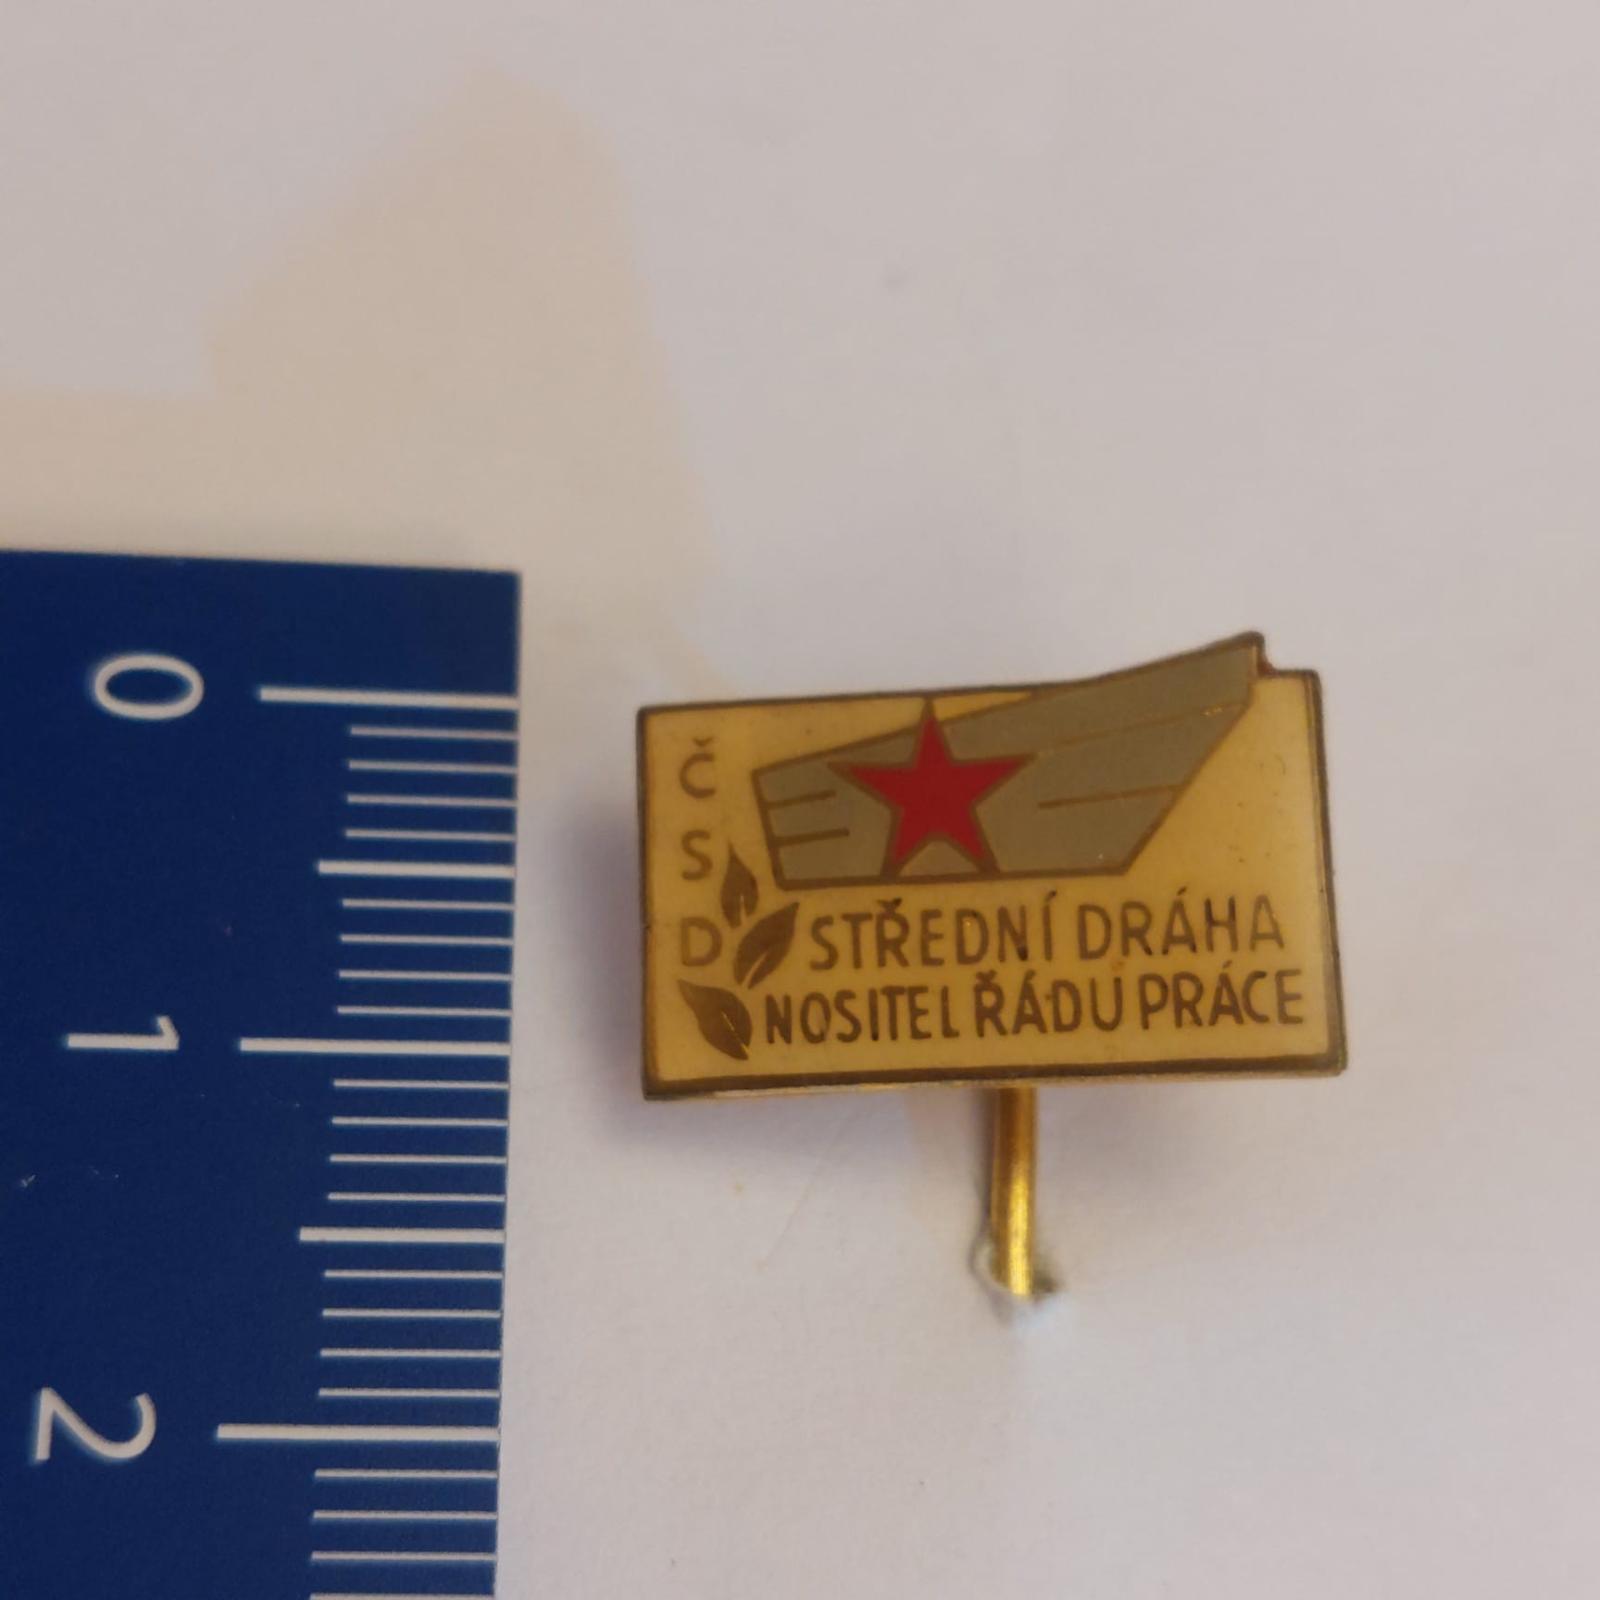 0
1
2
Č
S
D
STŘEDNÍ DRÁHA
NOSITEL ŘÁDU PRÁCE